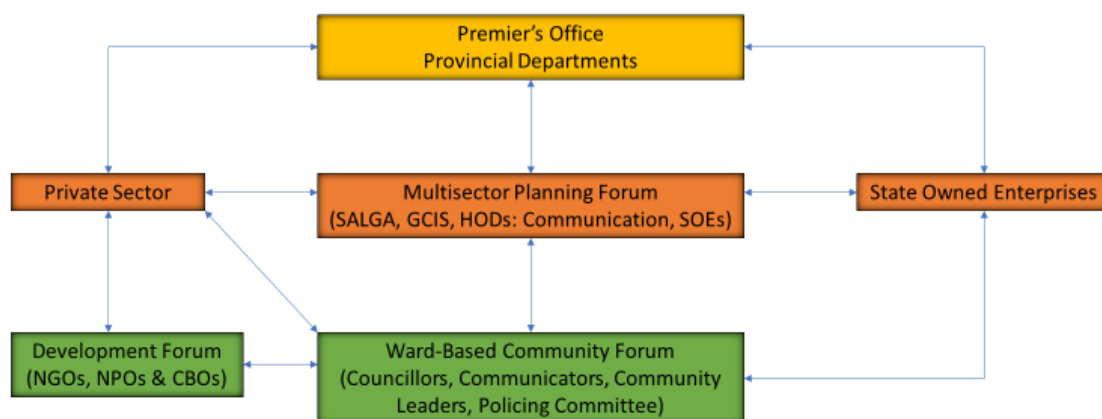 Premier’s Office
Provincial Departments
Private Sector
Multisector Planning Forum
(SALGA, GCIS, HODs: Communication, SOEs)
State Owned Enterprises
Development Forum
(NGOs, NPOs & CBOs)
Ward-Based Community Forum
(Councillors, Communicators, Community
Leaders, Policing Committee)